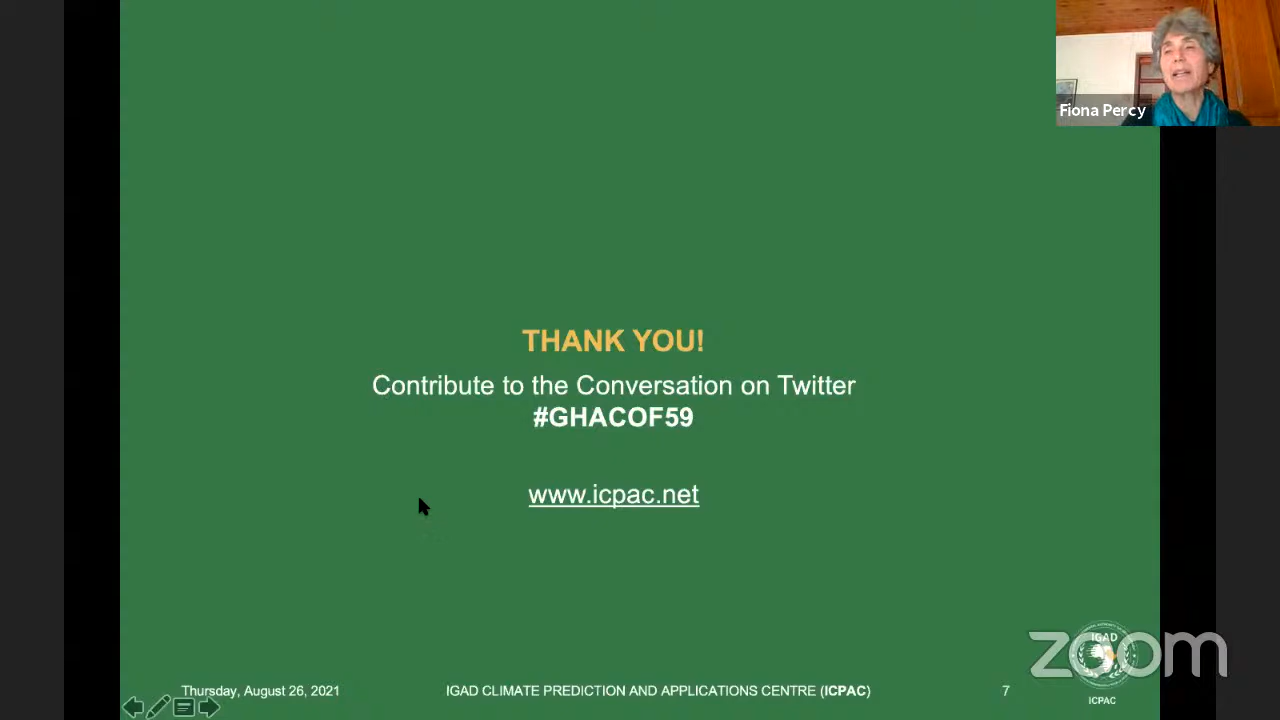 Fiona Percy
THANK YOU!
Contribute to the Conversation on Twitter
#GHACOF59
www.icpac.net
Thursday, August 26, 2021
IGAD CLIMATE PREDICTION AND APPLICATIONS CENTRE (ICPAC)
7
IGAD
ICPAC
zoom